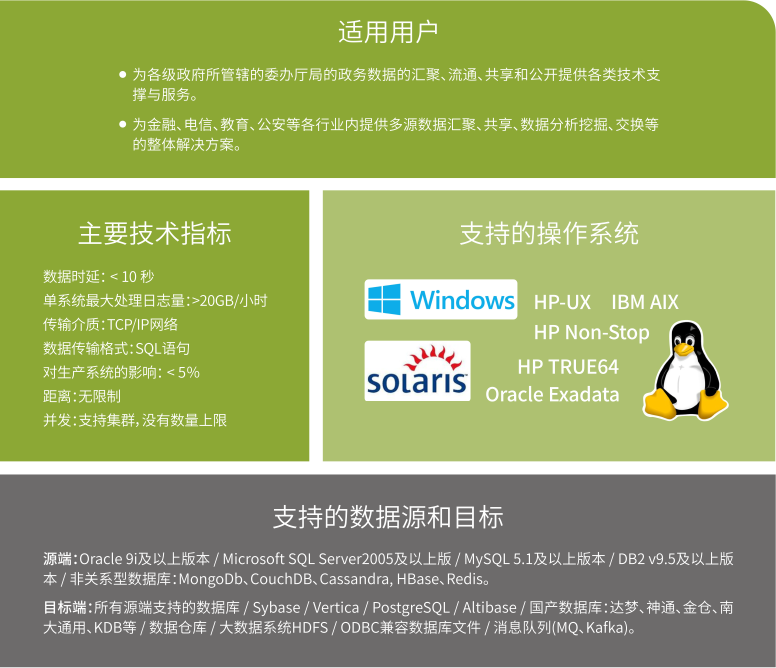 适用用户
● 为各级政府所管辖的委办厅局的政务数据的汇聚、流通、共享和公开提供各类技术支
撑与服务。
● 为金融、电信、教育、公安等各行业内提供多源数据汇聚、共享、数据分析挖掘、交换等
的整体解决方案。
主要技术指标
数据时延：< 10 秒
单系统最大处理日志量：>20GB/小时
传输介质：TCP/IP网络
数据传输格式：SQL语句
对生产系统的影响：< 5%
距离：无限制
并发：支持集群，没有数量上限
支持的操作系统
Windows
HP-UX IBM AIX
HP Non-Stop
solaris
HP TRUE64
Oracle Exadata
支持的数据源和目标
源端：Oracle 9i及以上版本 / Microsoft SQL Server2005及以上版 / MySQL 5.1及以上版本 / DB2 v9.5及以上版
本 / 非关系型数据库：MongoDb、CouchDB、Cassandra, HBase、Redis。
目标端：所有源端支持的数据库 / Sybase / Vertica / PostgreSQL / Altibase / 国产数据库：达梦、神通、金仓、南
大通用、KDB等 / 数据仓库 / 大数据系统HDFS / ODBC兼容数据库文件 / 消息队列(MQ、Kafka)。